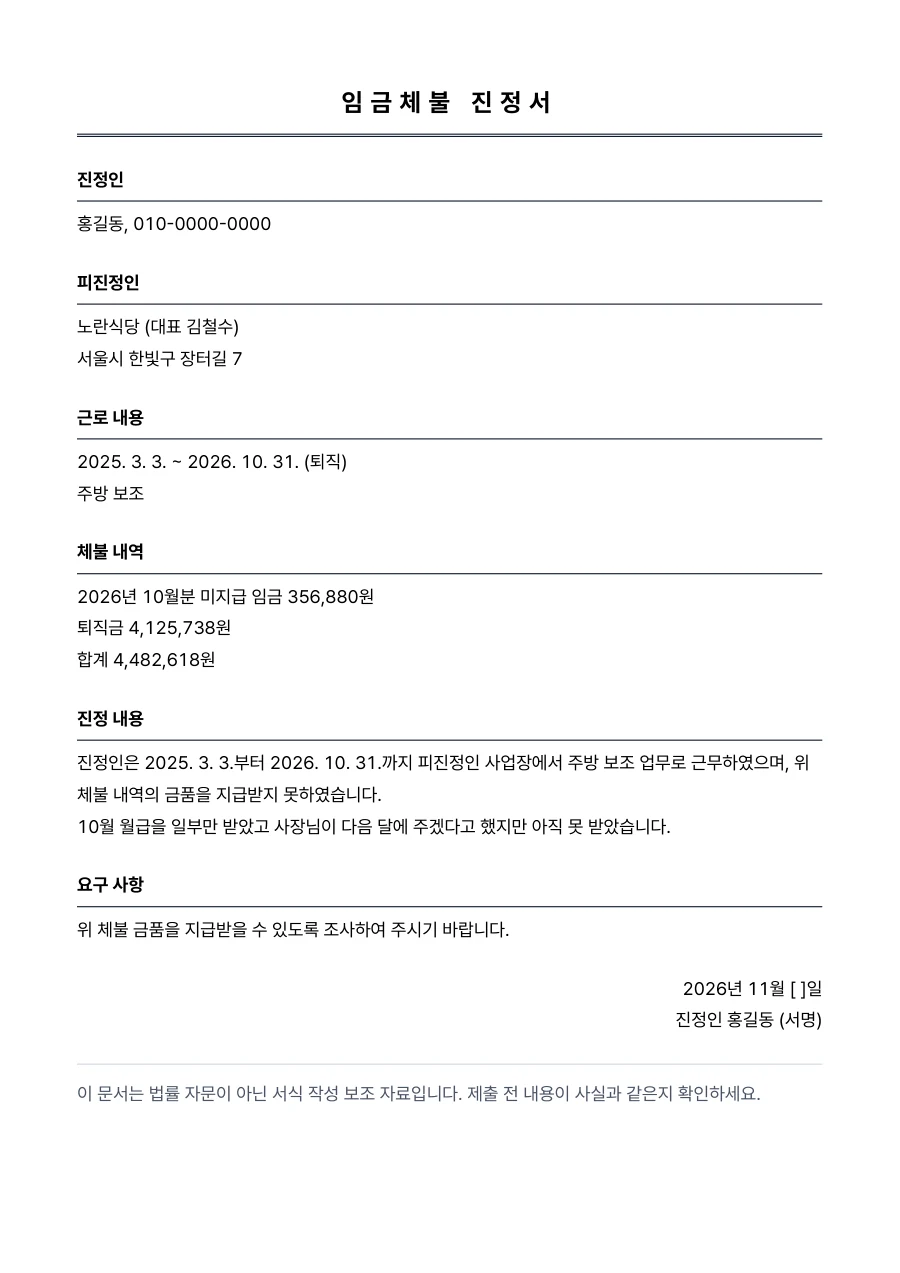 임금체불 진정서
진정인
홍길동, 010-0000-0000
피진정인
노란식당 (대표 김철수)
서울시 한빛구 장터길 7
근로 내용
2025. 3. 3. ~ 2026. 10. 31. (퇴직)
주방 보조
체불 내역
2026년 10월분 미지급 임금 356,880원
퇴직금 4,125,738원
합계 4,482,618원
진정 내용
진정인은 2025. 3. 3.부터 2026. 10. 31.까지 피진정인 사업장에서 주방 보조 업무로 근무하였으며, 위
체불 내역의 금품을 지급받지 못하였습니다.
10월 월급을 일부만 받았고 사장님이 다음 달에 주겠다고 했지만 아직 못 받았습니다.
요구 사항
위 체불 금품을 지급받을 수 있도록 조사하여 주시기 바랍니다.
2026년 11월 [ ]일
진정인 홍길동 (서명)
이 문서는 법률 자문이 아닌 서식 작성 보조 자료입니다. 제출 전 내용이 사실과 같은지 확인하세요.